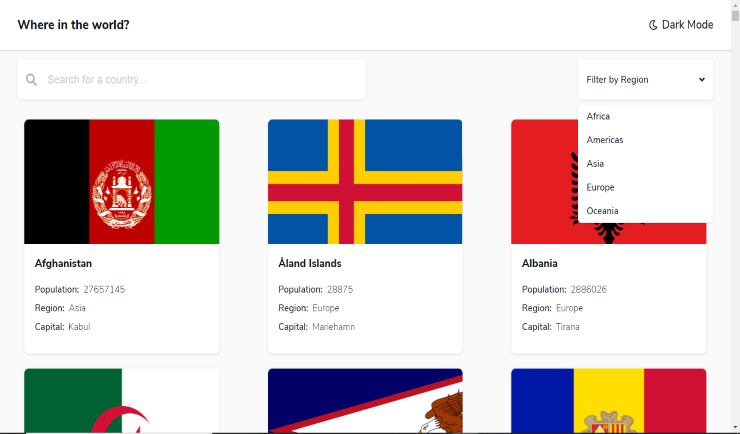 Where in the world?
Dark Mode
Search for a country...
Filter by Region
Africa
Americas
Asia
Europe
Oceania
Afghanistan
Population: 27657145
Region: Asia
Capital: Kabul
Åland Islands
Population: 28875
Region: Europe
Capital: Mariehamn
Albania
Population: 2886026
Region: Europe
Capital: Tirana